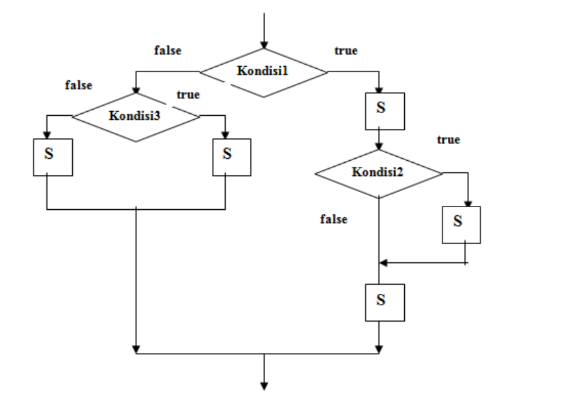 false
true
Kondisi1
false
true
Kondisi3
S
true
S
S
Kondisi2
false
S
S